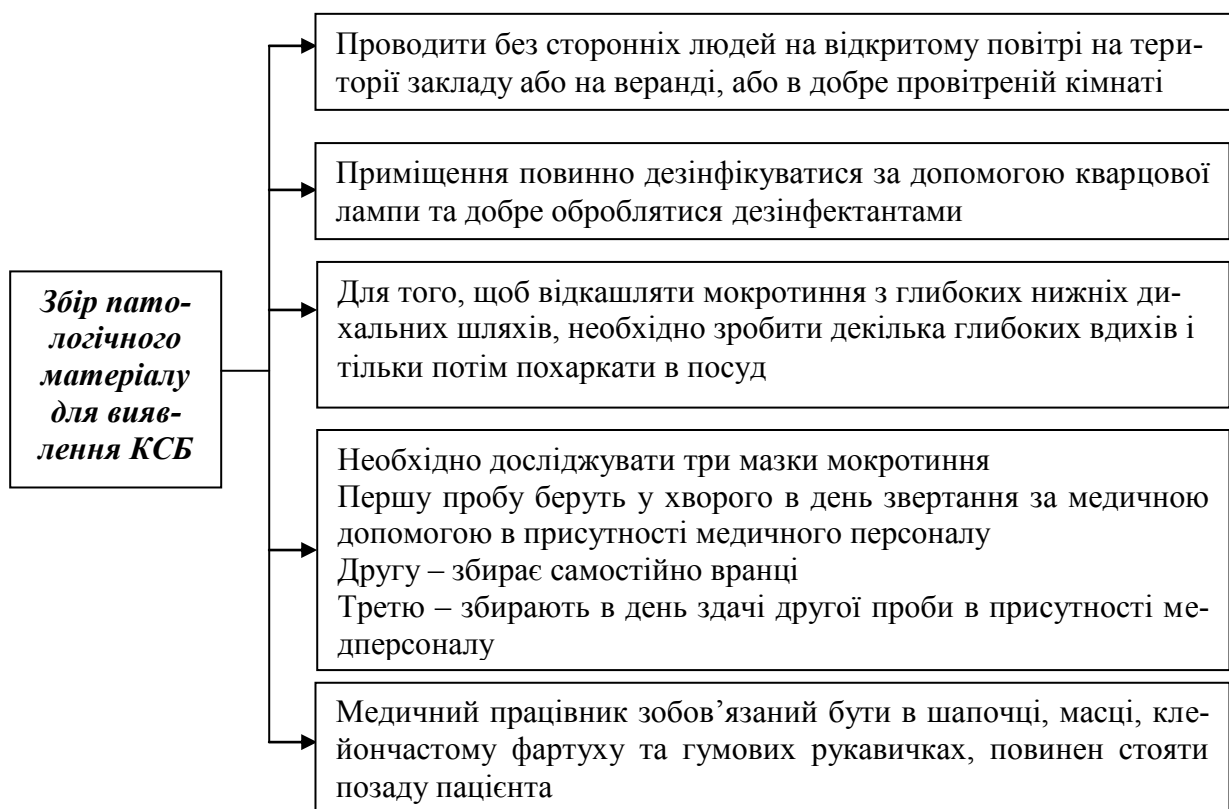 Збір пато-
логічного
матеріалу
для вияв-
лення КСБ
Проводити без сторонніх людей на відкритому повітрі на тери-
торії закладу або на веранді, або в добре провітреній кімнаті
Приміщення повинно дезінфікуватися за допомогою кварцової
лампи та добре оброблятися дезінфектантами
Для того, щоб відкашляти мокротиння з глибоких нижніх ди-
хальних шляхів, необхідно зробити декілька глибоких вдихів і
тільки потім похаркати в посуд
Необхідно досліджувати три мазки мокротиння
Першу пробу беруть у хворого в день звертання за медичною
допомогою в присутності медичного персоналу
Другу – збирає самостійно вранці
Третю – збирають в день здачі другої проби в присутності ме-
дперсоналу
Медичний працівник зобов’язаний бути в шапочці, масці, кле-
йончастому фартуху та гумових рукавичках, повинен стояти
позаду пацієнта